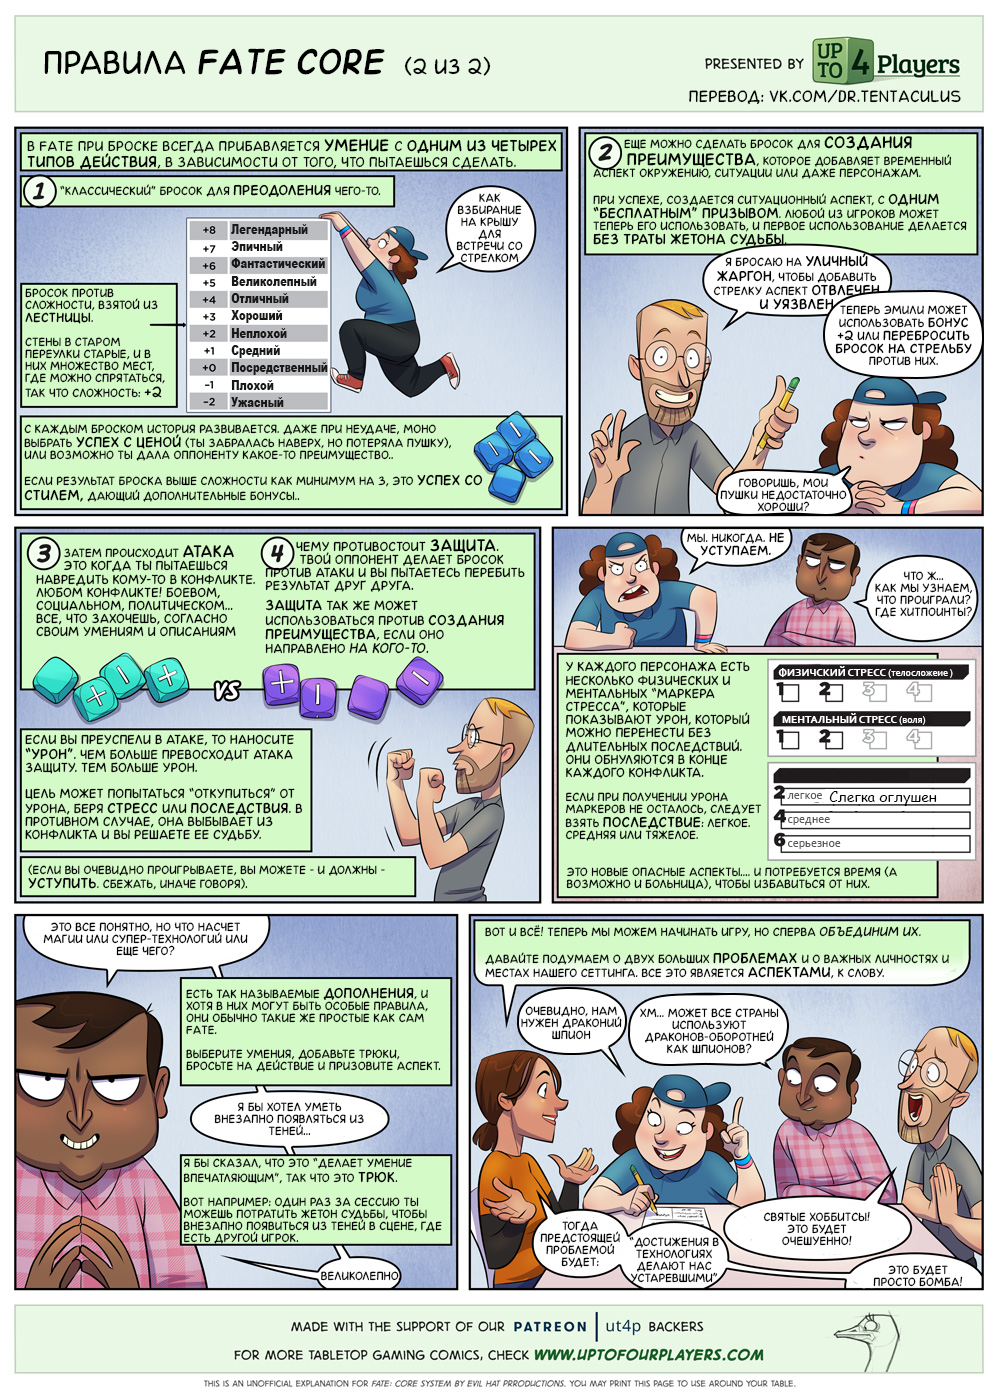 ПРАВИЛА FATE CORE (2 ИЗ 2)
PRESENTED BY UP TO 4 Players
ПЕРЕВОД: VK.COM/DR.TENTACULUS
В FATE ПРИ БРОСКЕ ВСЕГДА ПРИБАВЛЯЕТСЯ УМЕНИЕ С ОДНИМ ИЗ ЧЕТЫРЕХ
ТИПОВ ДЕЙСТВИЯ, В ЗАВИСИМОСТИ ОТ ТОГО, ЧТО ПЫТАЕШЬСЯ СДЕЛАТЬ.
1 "КЛАССИЧЕСКИЙ" БРОСОК ДЛЯ ПРЕОДОЛЕНИЯ ЧЕГО-ТО.
КАК
ВЗБИРАНИЕ
НА КРЫШУ
ДЛЯ
ВСТРЕЧИ СО
СТРЕЛКОМ
+8 Легендарный
+7 Эпичный
+6 Фантастический
+5 Великолепный
+4 Отличный
+3 Хороший
+2 Неплохой
+1 Средний
+0 Посредственный
-1 Плохой
-2 Ужасный
БРОСОК ПРОТИВ
СЛОЖНОСТИ, ВЗЯТОЙ ИЗ
ЛЕСТНИЦЫ.
СТЕНЫ В СТАРОМ
ПЕРЕУЛКИ СТАРЫЕ, И В
НИХ МНОЖЕСТВО МЕСТ,
ГДЕ МОЖНО СПРЯТАТЬСЯ,
ТАК ЧТО СЛОЖНОСТЬ: +2
С КАЖДЫМ БРОСКОМ ИСТОРИЯ РАЗВИВАЕТСЯ. ДАЖЕ ПРИ НЕУДАЧЕ, МОНО
ВЫБРАТЬ УСПЕХ С ЦЕНОЙ (ТЫ ЗАБРАЛАСЬ НАВЕРХ, НО ПОТЕРЯЛА ПУШКУ),
ИЛИ ВОЗМОЖНО ТЫ ДАЛА ОППОНЕНТУ КАКОЕ-ТО ПРЕИМУЩЕСТВО..
ЕСЛИ РЕЗУЛЬТАТ БРОСКА ВЫШЕ СЛОЖНОСТИ КАК МИНИМУМ НА 3, ЭТО УСПЕХ СО
СТИЛЕМ, ДАЮЩИЙ ДОПОЛНИТЕЛЬНЫЕ БОНУСЫ..
2 ЕЩЕ МОЖНО СДЕЛАТЬ БРОСОК ДЛЯ СОЗДАНИЯ
ПРЕИМУЩЕСТВА, КОТОРОЕ ДОБАВЛЯЕТ ВРЕМЕННЫЙ
АСПЕКТ ОКРУЖЕНИЮ, СИТУАЦИИ ИЛИ ДАЖЕ ПЕРСОНАЖАМ.
ПРИ УСПЕХЕ, СОЗДАЕТСЯ СИТУАЦИОННЫЙ АСПЕКТ, С ОДНИМ
"БЕСПЛАТНЫМ" ПРИЗЫВОМ. ЛЮБОЙ ИЗ ИГРОКОВ МОЖЕТ
ТЕПЕРЬ ЕГО ИСПОЛЬЗОВАТЬ, И ПЕРВОЕ ИСПОЛЬЗОВАНИЕ ДЕЛАЕТСЯ
БЕЗ ТРАТЫ ЖЕТОНА СУДЬБЫ.
Я БРОСАЮ НА УЛИЧНЫЙ
ЖАРГОН, ЧТОБЫ ДОБАВИТЬ
СТРЕЛКУ АСПЕКТ ОТВЛЕЧЕН
И УЯЗВЛЕН
ТЕПЕРЬ ЭМИЛИ МОЖЕТ
ИСПОЛЬЗОВАТЬ БОНУС
+2 ИЛИ ПЕРЕБРОСИТЬ
БРОСОК НА СТРЕЛЬБУ
ПРОТИВ НИХ.
ГОВОРИШЬ, МОИ
ПУШКИ НЕДОСТАТОЧНО
ХОРОШИ?
3 ЗАТЕМ ПРОИСХОДИТ АТАКА
ЭТО КОГДА ТЫ ПЫТАЕШЬСЯ
НАВРЕДИТЬ КОМУ-ТО В КОНФЛИКТЕ.
ЛЮБОМ КОНФЛИКТЕ! БОЕВОМ,
СОЦИАЛЬНОМ, ПОЛИТИЧЕСКОМ...
ВСЕ, ЧТО ЗАХОЧЕШЬ, СОГЛАСНО
СВОИМ УМЕНИЯМ И ОПИСАНИЯМ
4 ЧЕМУ ПРОТИВОСТОИТ ЗАЩИТА.
ТВОЙ ОППОНЕНТ ДЕЛАЕТ БРОСОК
ПРОТИВ АТАКИ И ВЫ ПЫТАЕТЕСЬ ПЕРЕБИТЬ
РЕЗУЛЬТАТ ДРУГ ДРУГА.
ЗАЩИТА ТАК ЖЕ МОЖЕТ
ИСПОЛЬЗОВАТЬСЯ ПРОТИВ СОЗДАНИЯ
ПРЕИМУЩЕСТВА, ЕСЛИ ОНО
НАПРАВЛЕНО НА КОГО-ТО.
VS
ЕСЛИ ВЫ ПРЕУСПЕЛИ В АТАКЕ, ТО НАНОСИТЕ
"УРОН". ЧЕМ БОЛЬШЕ ПРЕВОСХОДИТ АТАКА
ЗАЩИТУ. ТЕМ БОЛЬШЕ УРОН.
ЦЕЛЬ МОЖЕТ ПОПЫТАТЬСЯ "ОТКУПИТЬСЯ" ОТ
УРОНА, БЕРЯ СТРЕСС ИЛИ ПОСЛЕДСТВИЯ. В
ПРОТИВНОМ СЛУЧАЕ, ОНА ВЫБЫВАЕТ ИЗ
КОНФЛИКТА И ВЫ РЕШАЕТЕ ЕЕ СУДЬБУ.
(ЕСЛИ ВЫ ОЧЕВИДНО ПРОИГРЫВАЕТЕ, ВЫ МОЖЕТЕ - И ДОЛЖНЫ -
УСТУПИТЬ. СБЕЖАТЬ, ИНАЧЕ ГОВОРЯ).
МЫ. НИКОГДА. НЕ
УСТУПАЕМ.
ЧТО Ж...
КАК МЫ УЗНАЕМ,
ЧТО ПРОИГРАЛИ?
ГДЕ ХИТПОИНТЫ?
У КАЖДОГО ПЕРСОНАЖА ЕСТЬ
НЕСКОЛЬКО ФИЗИЧЕСКИХ И
МЕНТАЛЬНЫХ "МАРКЕРА
СТРЕССА", КОТОРЫЕ
ПОКАЗЫВАЮТ УРОН, КОТОРЫЙ
МОЖНО ПЕРЕНЕСТИ БЕЗ
ДЛИТЕЛЬНЫХ ПОСЛЕДСТВИЙ.
ОНИ ОБНУЛЯЮТСЯ В КОНЦЕ
КАЖДОГО КОНФЛИКТА.
ЕСЛИ ПРИ ПОЛУЧЕНИИ УРОНА
МАРКЕРОВ НЕ ОСТАЛОСЬ, СЛЕДУЕТ
ВЗЯТЬ ПОСЛЕДСТВИЕ: ЛЕГКОЕ.
СРЕДНЯЯ ИЛИ ТЯЖЕЛОЕ.
ЭТО НОВЫЕ ОПАСНЫЕ АСПЕКТЫ.... И ПОТРЕБУЕТСЯ ВРЕМЯ (А
ВОЗМОЖНО И БОЛЬНИЦА), ЧТОБЫ ИЗБАВИТЬСЯ ОТ НИХ.
ФИЗИЧСКИЙ СТРЕСС (телосложеие )
1 2 3 4
МЕНТАЛЬНЫЙ СТРЕСС (воля)
1 2 3 4
2 легкое Слегка оглушен
4 среднее
6 серьезное
ЭТО ВСЕ ПОНЯТНО, НО ЧТО НАСЧЕТ
МАГИИ ИЛИ СУПЕР-ТЕХНОЛОГИЙ ИЛИ
ЕЩЕ ЧЕГО?
ЕСТЬ ТАК НАЗЫВАЕМЫЕ ДОПОЛНЕНИЯ, И
ХОТЯ В НИХ МОГУТ БЫТЬ ОСОБЫЕ ПРАВИЛА,
ОНИ ОБЫЧНО ТАКИЕ ЖЕ ПРОСТЫЕ КАК САМ
FATE.
ВЫБЕРИТЕ УМЕНИЯ, ДОБАВЬТЕ ТРЮКИ,
БРОСЬТЕ НА ДЕЙСТВИЕ И ПРИЗОВИТЕ АСПЕКТ.
Я БЫ ХОТЕЛ УМЕТЬ
ВНЕЗАПНО ПОЯВЛЯТЬСЯ ИЗ
ТЕНЕЙ...
Я БЫ СКАЗАЛ, ЧТО ЭТО "ДЕЛАЕТ УМЕНИЕ
ВПЕЧАТЛЯЮЩИМ", ТАК ЧТО ЭТО ТРЮК.
ВОТ НАПРИМЕР: ОДИН РАЗ ЗА СЕССИЮ ТЫ
МОЖЕШЬ ПОТРАТИТЬ ЖЕТОН СУДЬБЫ, ЧТОБЫ
ВНЕЗАПНО ПОЯВИТЬСЯ ИЗ ТЕНЕЙ В СЦЕНЕ, ГДЕ
ЕСТЬ ДРУГОЙ ИГРОК.
ВЕЛИКОЛЕПНО
ВОТ И ВСЁ! ТЕПЕРЬ МЫ МОЖЕМ НАЧИНАТЬ ИГРУ, НО СПЕРВА ОБЪЕДИНИМ ИХ.
ДАВАЙТЕ ПОДУМАЕМ О ДВУХ БОЛЬШИХ ПРОБЛЕМАХ И О ВАЖНЫХ ЛИЧНОСТЯХ И
МЕСТАХ НАШЕГО СЕТТИНГА. ВСЕ ЭТО ЯВЛЯЕТСЯ АСПЕКТАМИ, К СЛОВУ.
ОЧЕВИДНО, НАМ
НУЖЕН ДРАКОНИЙ
ШПИОН
ХМ... МОЖЕТ ВСЕ СТРАНЫ
ИСПОЛЬЗУЮТ
ДРАКОНОВ-ОБОРОТНЕЙ
КАК ШПИОНОВ?
ТОГДА
ПРЕДСТОЯЩЕЙ
ПРОБЛЕМОЙ
БУДЕТ:
"ДОСТИЖЕНИЯ В
ТЕХНОЛОГИЯХ
ДЕЛАЮТ НАС
УСТАРЕВШИМИ"
СВЯТЫЕ ХОББИТСЫ!
ЭТО БУДЕТ
ОЧЕШУЕННО!
ЭТО БУДЕТ
ПРОСТО БОМБА!
MADE WITH THE SUPPORT OF OUR PATREON | ut4p BACKERS
FOR MORE TABLETOP GAMING COMICS, CHECK WWW.UPTOFOURPLAYERS.COM
THIS IS AN UNOFFICIAL EXPLANATION FOR FATE: CORE SYSTEM BY EVIL HAT PRRODUCTIONS. YOU MAY PRINT THIS PAGE TO USE AROUND YOUR TABLE.